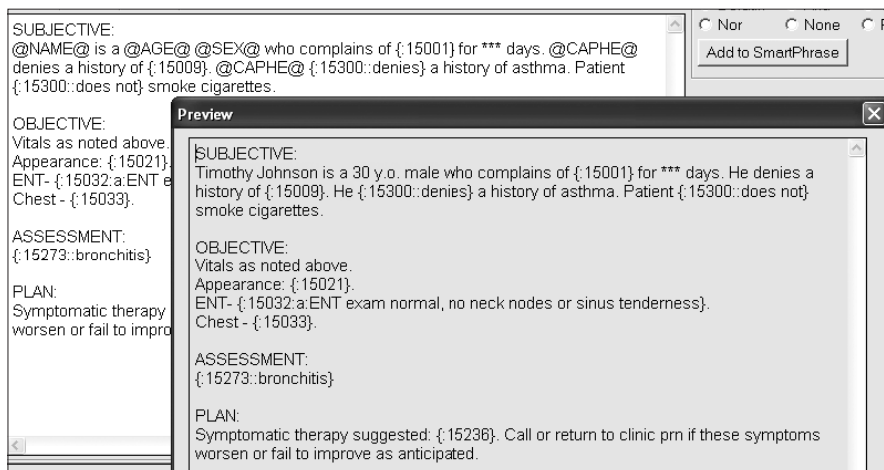 SUBJECTIVE:
@NAME@ is a @AGE@ @SEX@ who complains of {:15001} for *** days. @CAPHE@
denies a history of {:15009}. @CAPHE@ {:15300::denies} a history of asthma. Patient
{:15300::does not} smoke cigarettes.
OBJECTIVE:
Vitals as noted above.
Appearance: {:15021}.
ENT- {:15032:a:ENT e
Chest - {:15033}.
ASSESSMENT:
{:15273::bronchitis}
PLAN:
Symptomatic therapy
worsen or fail to impro
Nor
None
Add to SmartPhrase
Preview
SUBJECTIVE:
Timothy Johnson is a 30 y.o. male who complains of {:15001} for *** days. He denies a
history of {:15009}. He {:15300::denies} a history of asthma. Patient {:15300::does not}
smoke cigarettes.
OBJECTIVE:
Vitals as noted above.
Appearance: {:15021}.
ENT- {:15032:a:ENT exam normal, no neck nodes or sinus tenderness}.
Chest - {:15033}.
ASSESSMENT:
{:15273::bronchitis}
PLAN:
Symptomatic therapy suggested: {:15236}. Call or return to clinic prn if these symptoms
worsen or fail to improve as anticipated.